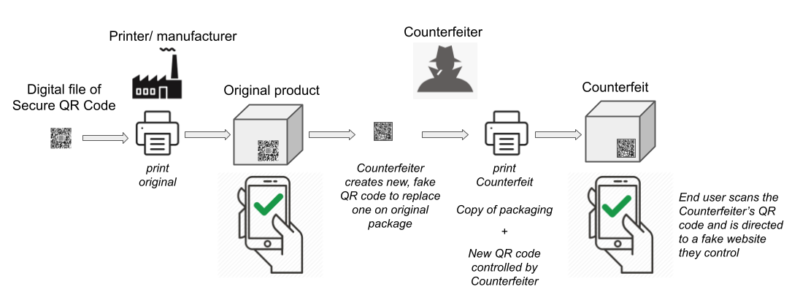 Printer/ manufacturer
Counterfeiter
Digital file of
Secure QR Code
Original product
Counterfeit
print
original
Counterfeiter
creates new, fake
QR code to replace
one on original
package
print
Counterfeit
Copy of packaging
+
New QR code
controlled by
Counterfeiter
End user scans the
Counterfeiter's QR
code and is directed
to a fake website
they control